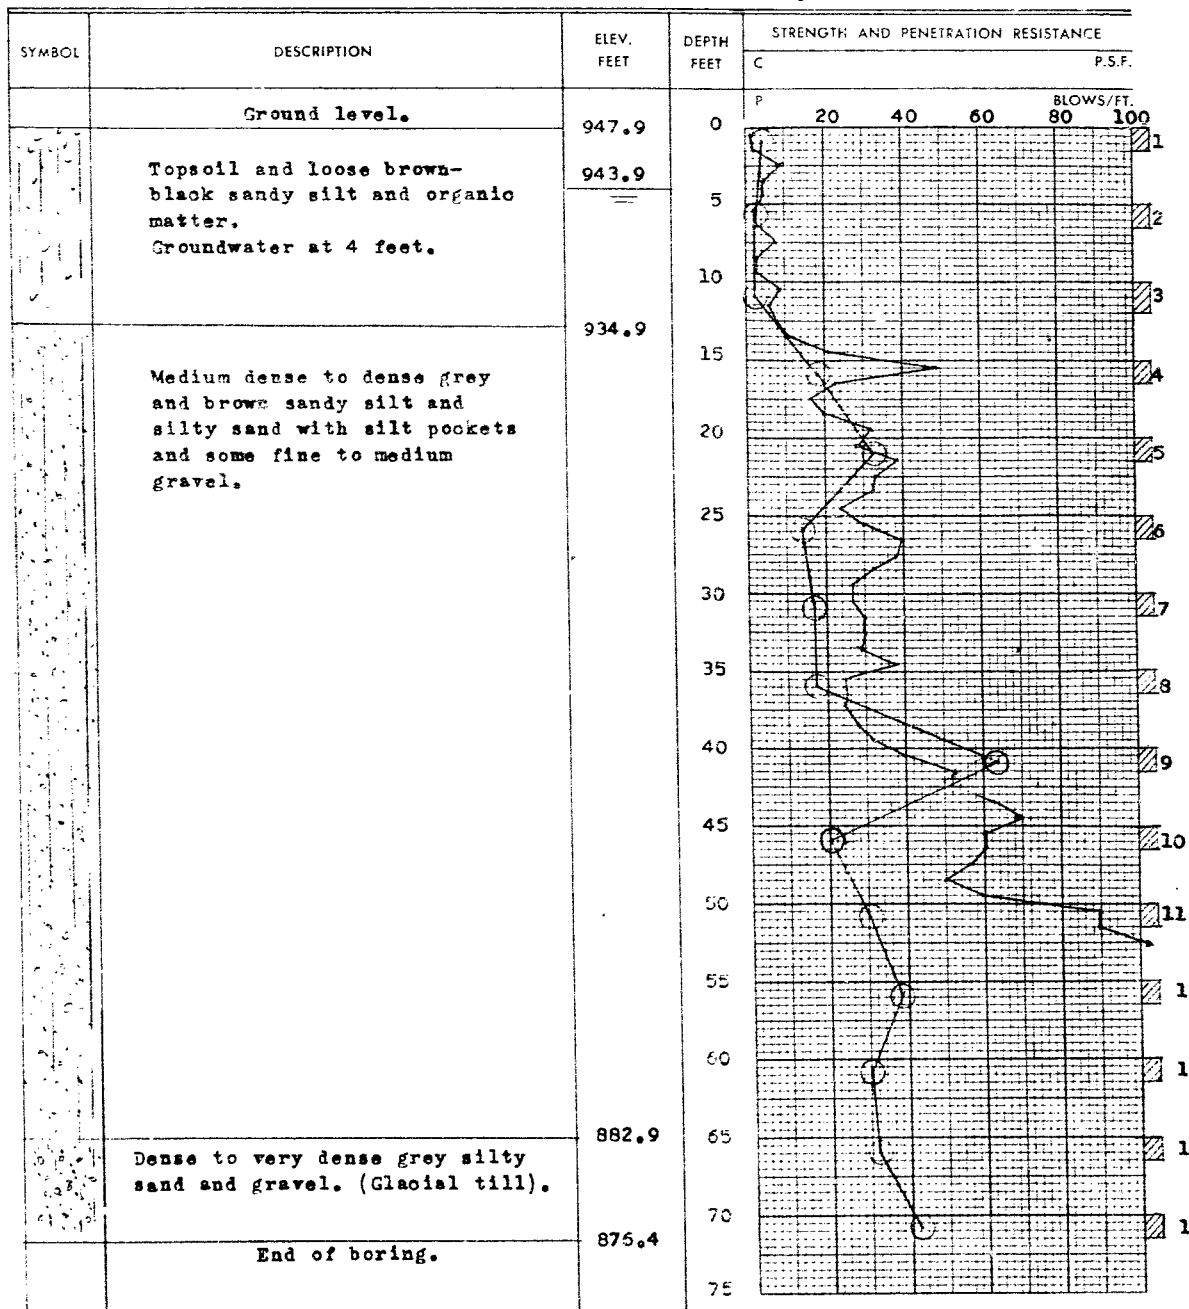 SYMBOL
DESCRIPTION
ELEV.
FEET
DEPTH
FEET
STRENGTH AND PENETRATION RESISTANCE
C P.S.F.
P BLOWS/FT.
20 40 60 80 100
Ground level.
947.9
0
1
Topsoil and loose brown-
black sandy silt and organic
matter.
Groundwater at 4 feet.
943.9
5
2
10
3
934.9
15
4
Medium dense to dense grey
and brown sandy silt and
silty sand with silt pockets
and some fine to medium
gravel.
20
5
25
6
30
7
35
8
40
9
45
10
50
11
55
1
60
1
882.9
65
1
Dense to very dense grey silty
sand and gravel. (Glacial till).
70
1
875.4
End of boring.
75